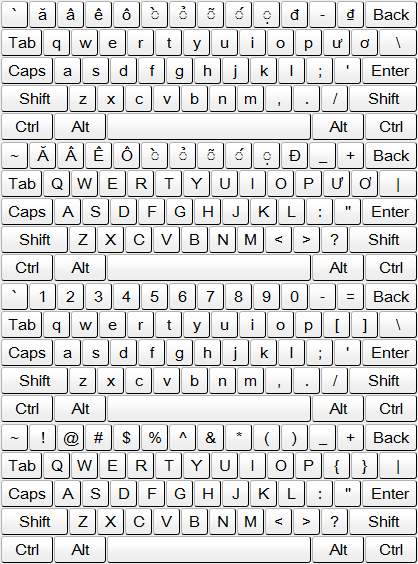 ` ă â ê ô ◌̀ ◌̉ ◌̃ ◌́ ◌̣ đ - ₫ Back
Tab q w e r t y u i o p ư ơ \
Caps a s d f g h j k l ; ' Enter
Shift z x c v b n m , . / Shift
Ctrl Alt Alt Ctrl
~ Ă Â Ê Ô ◌̀ ◌̉ ◌̃ ◌́ ◌̣ Đ _ + Back
Tab Q W E R T Y U I O P Ư Ơ |
Caps A S D F G H J K L : " Enter
Shift Z X C V B N M < > ? Shift
Ctrl Alt Alt Ctrl
` 1 2 3 4 5 6 7 8 9 0 - = Back
Tab q w e r t y u i o p [ ] \
Caps a s d f g h j k l ; ' Enter
Shift z x c v b n m , . / Shift
Ctrl Alt Alt Ctrl
~ ! @ # $ % ^ & * ( ) _ + Back
Tab Q W E R T Y U I O P { } |
Caps A S D F G H J K L : " Enter
Shift Z X C V B N M < > ? Shift
Ctrl Alt Alt Ctrl